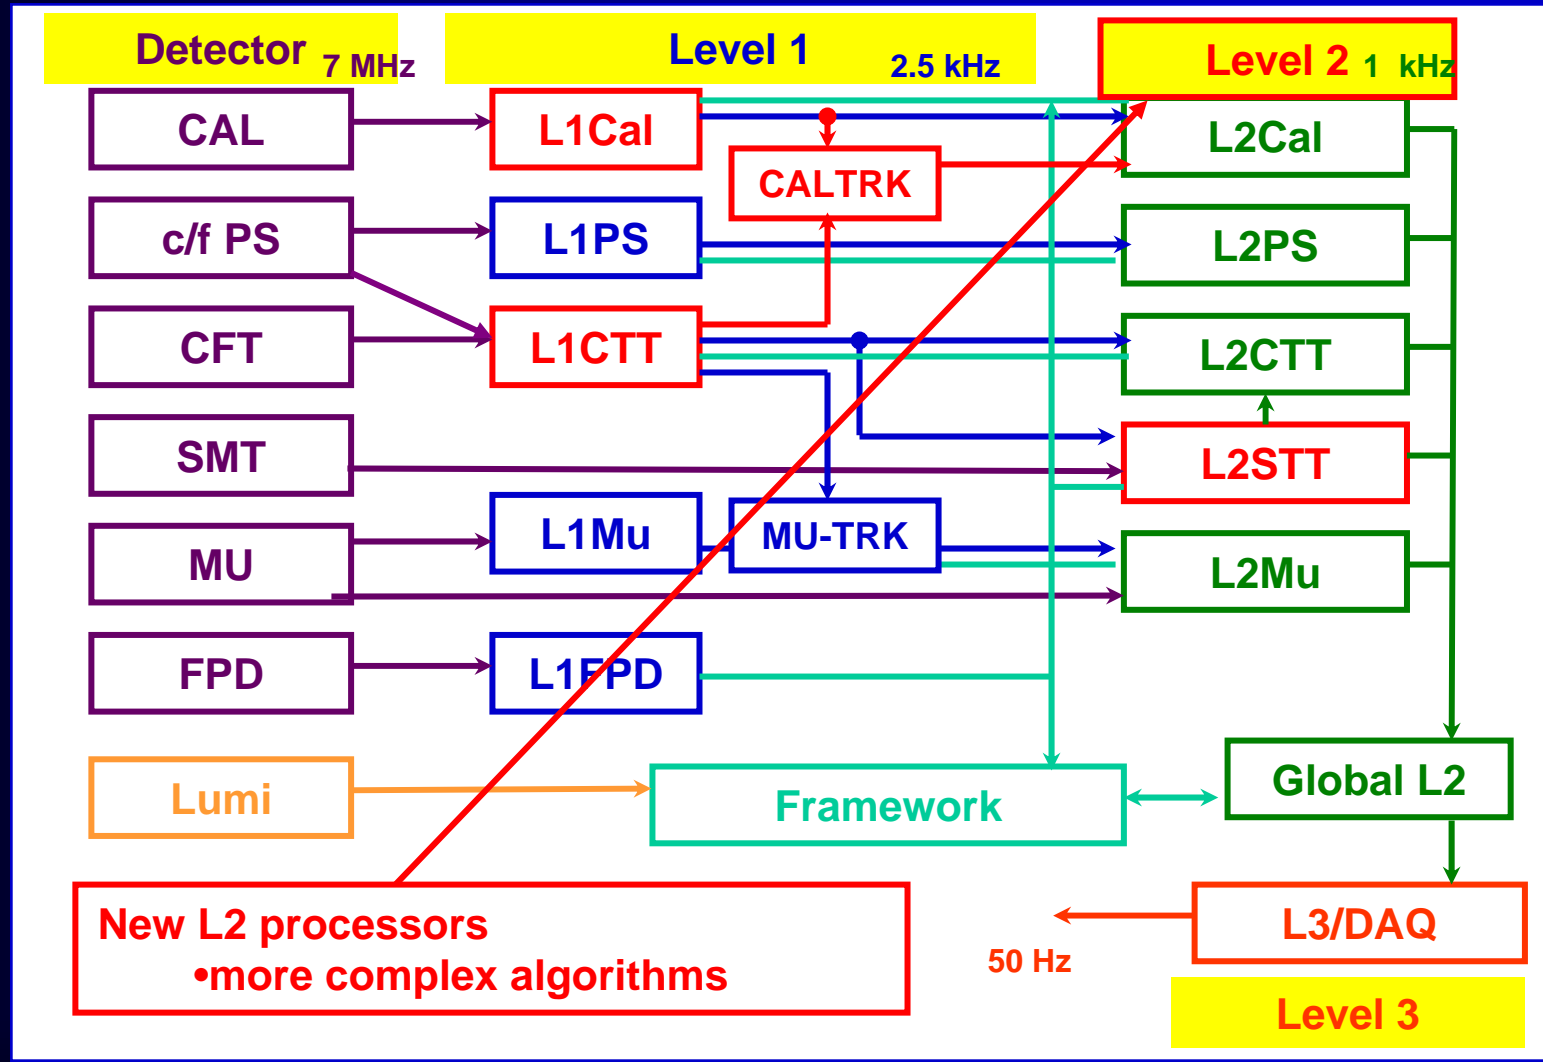 Detector 7 MHz
Level 1 2.5 kHz
Level 2 1 kHz
CAL
L1Cal
CALTRK
L2Cal
c/f PS
L1PS
L2PS
CFT
L1CTT
L2CTT
SMT
L2STT
MU
L1Mu
MU-TRK
L2Mu
FPD
L1FPD
Lumi
Framework
Global L2
New L2 processors
•more complex algorithms
50 Hz
L3/DAQ
Level 3